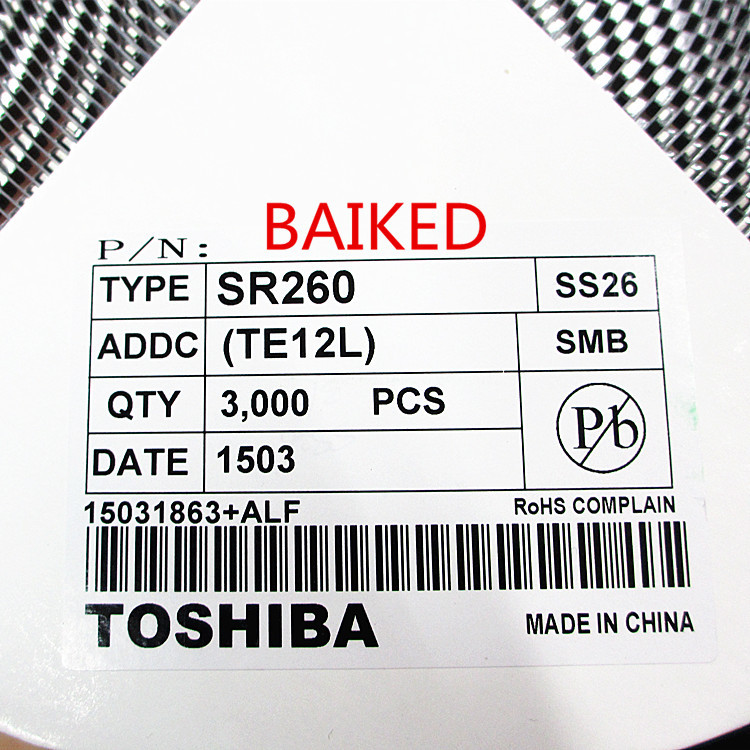 BAIKED
P/N:
TYPE SR260 SS26
ADDC (TE12L) SMB
QTY 3,000 PCS
Pb
DATE 1503
15031863+ALF RoHS COMPLAIN
TOSHIBA MADE IN CHINA